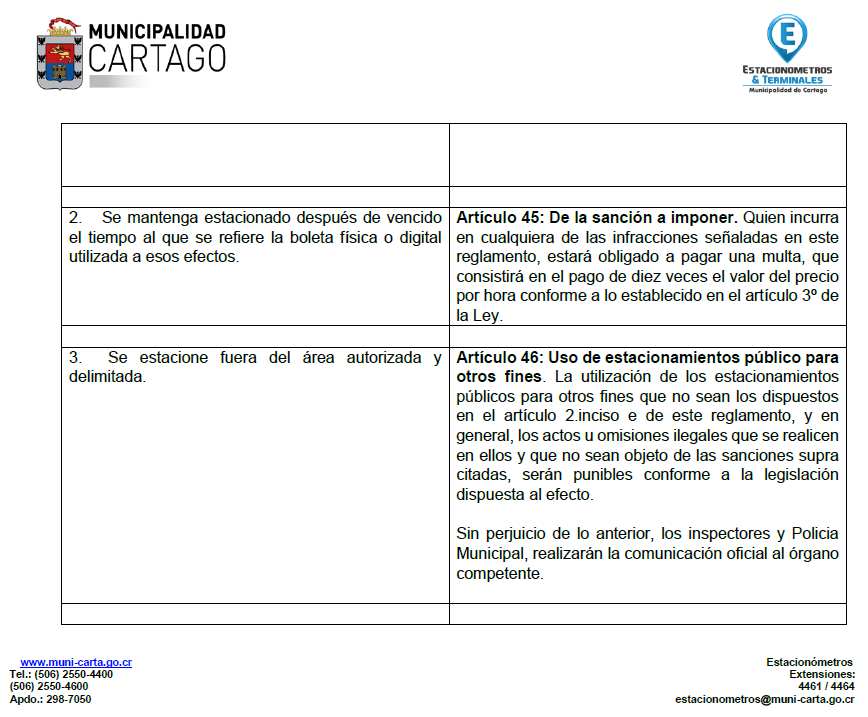 MUNICIPALIDAD
CARTAGO
E
ESTACIONOMETROS
& TERMINALES
Municipalidad de Cartago
2. Se mantenga estacionado después de vencido
el tiempo al que se refiere la boleta física o digital
utilizada a esos efectos.
Artículo 45: De la sanción a imponer. Quien incurra
en cualquiera de las infracciones señaladas en este
reglamento, estará obligado a pagar una multa, que
consistirá en el pago de diez veces el valor del precio
por hora conforme a lo establecido en el artículo 3º de
la Ley.
3. Se estacione fuera del área autorizada y
delimitada.
Artículo 46: Uso de estacionamientos público para
otros fines. La utilización de los estacionamientos
públicos para otros fines que no sean los dispuestos
en el artículo 2.inciso e de este reglamento, y en
general, los actos u omisiones ilegales que se realicen
en ellos y que no sean objeto de las sanciones supra
citadas, serán punibles conforme a la legislación
dispuesta al efecto.
Sin perjuicio de lo anterior, los inspectores y Policia
Municipal, realizarán la comunicación oficial al órgano
competente.
www.muni-carta.go.cr
Tel.: (506) 2550-4400
(506) 2550-4600
Apdo.: 298-7050
Estacionómetros
Extensiones:
4461 / 4464
estacionometros@muni-carta.go.cr